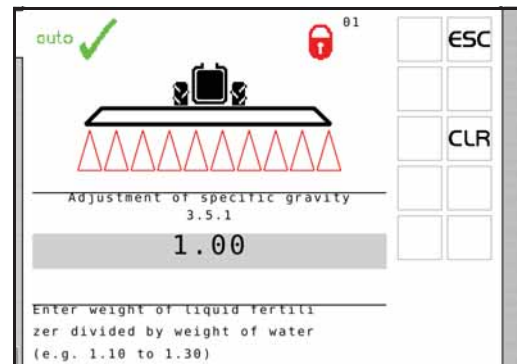 auto
01
ESC
CLR
Adjustment of specific gravity
3.5.1
1.00
Enter weight of liquid fertili
zer divided by weight of water
(e.g. 1.10 to 1.30)